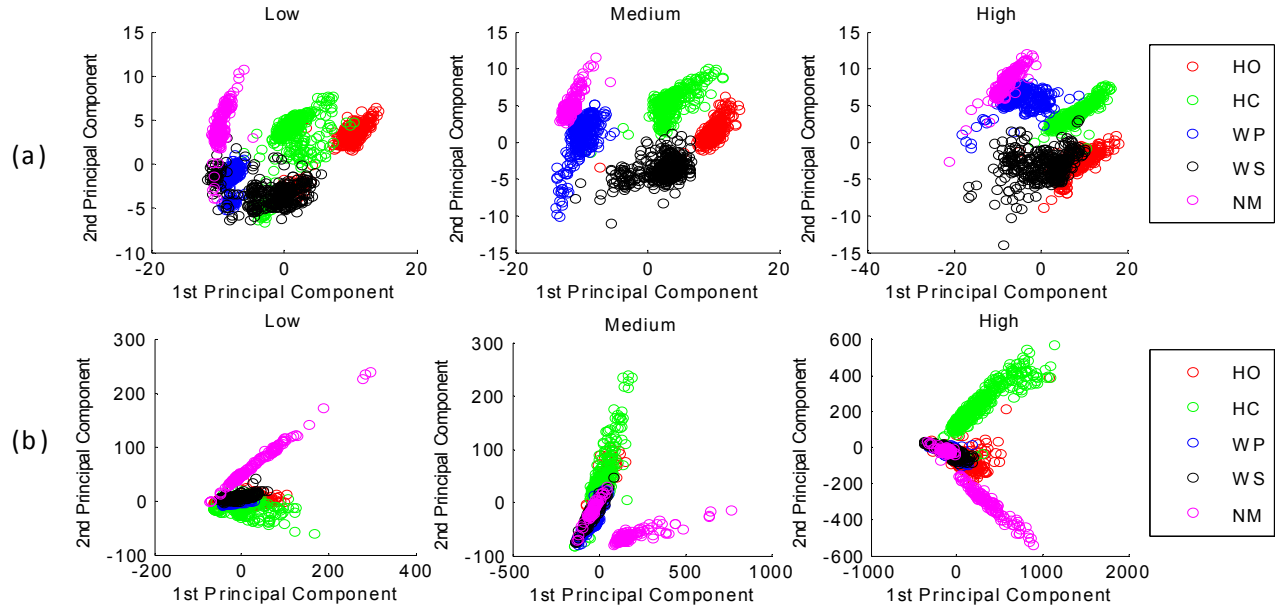 Low Medium High
15 15 15
10 10 10
5 5 5
0 0 0
-5 -5 -5
-10 -10 -10
-15 -15
2nd Principal Component 2nd Principal Component 2nd Principal Component
-20 0 20 -20 0 20 -40 -20 0 20
1st Principal Component 1st Principal Component 1st Principal Component
(a)
HO
HC
WP
WS
NM
Low Medium High
300 300 600
200 200 400
100 100 200
0 0 0
-100 -100 -200
-400
-600
2nd Principal Component 2nd Principal Component 2nd Principal Component
-200 0 200 400 -500 0 500 1000 -1000 0 1000 2000
1st Principal Component 1st Principal Component 1st Principal Component
(b)
HO
HC
WP
WS
NM